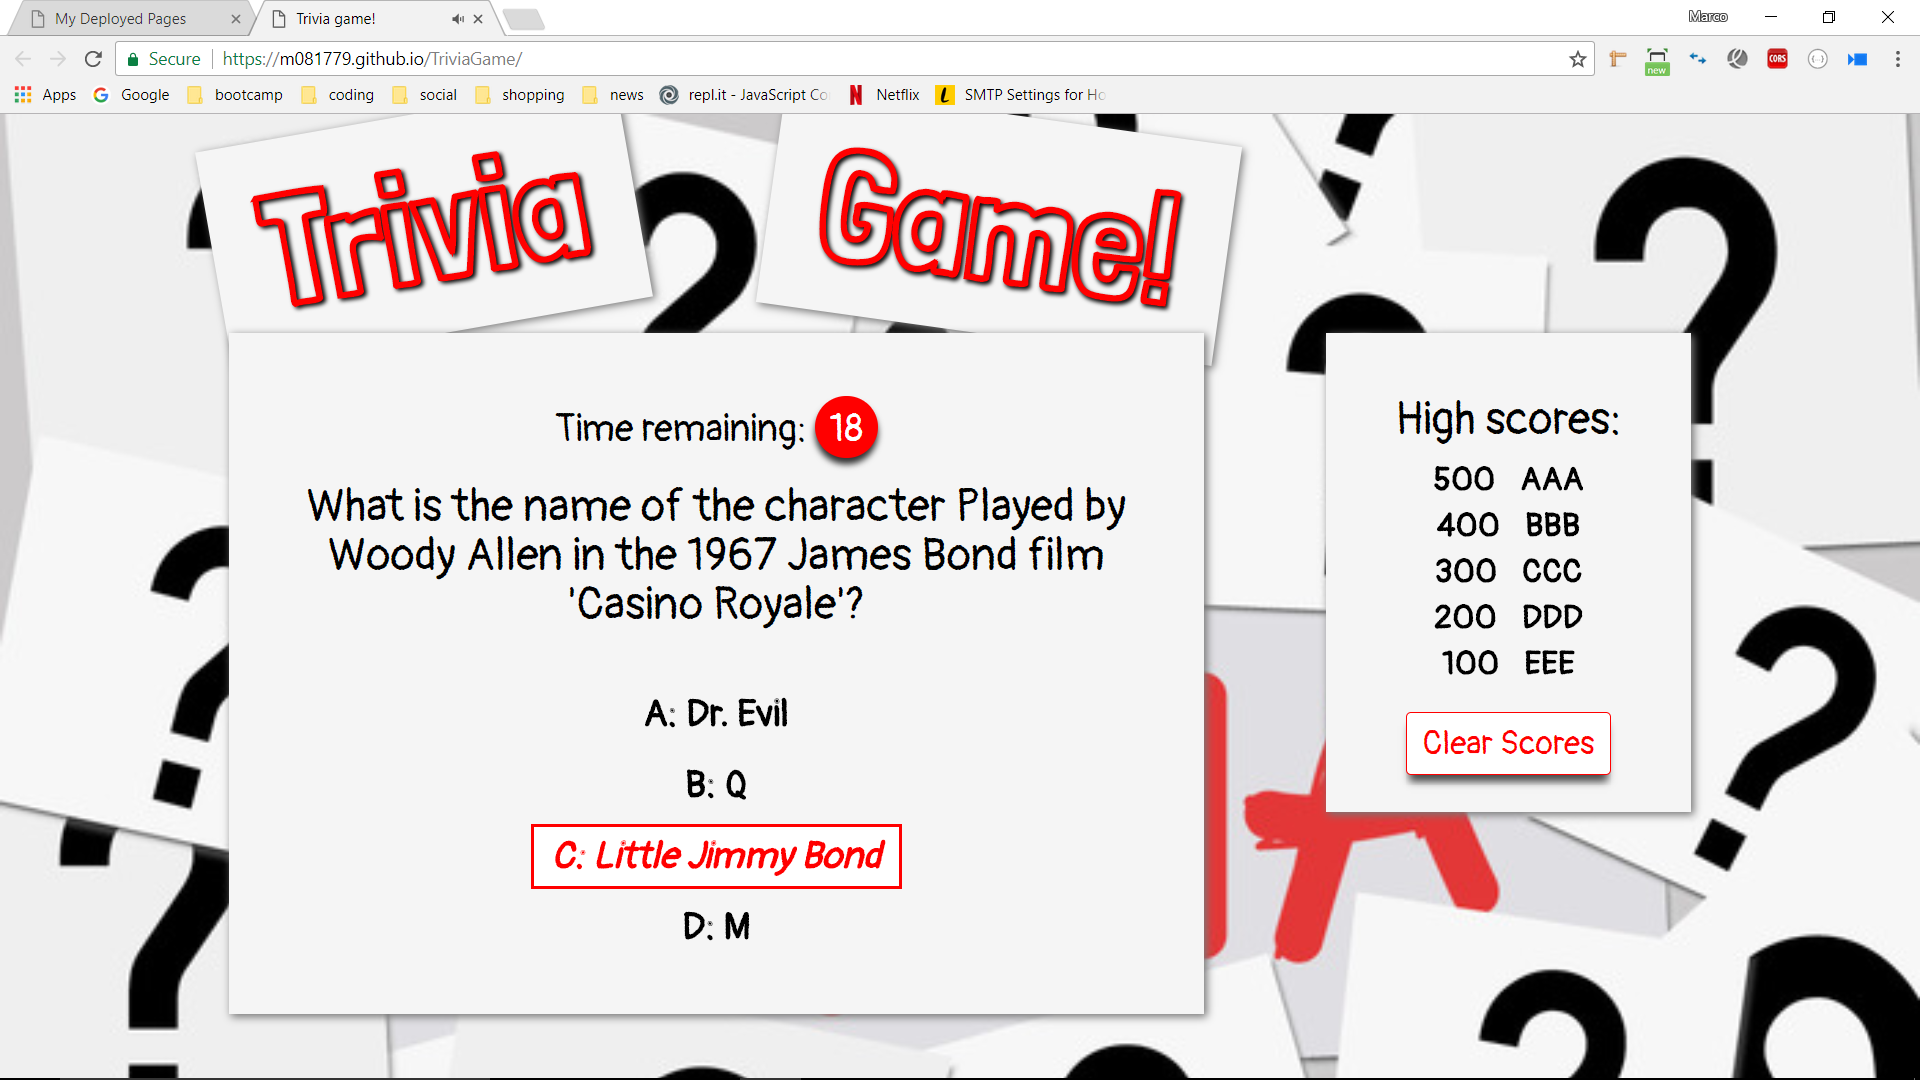 My Deployed Pages
Trivia game!
Marco
Secure
https://m081779.github.io/TriviaGame/
new
CORS
Apps
Google
bootcamp
coding
social
shopping
news
repl.it - JavaScript Co
Netflix
SMTP Settings for Ho
Trivia
Game!
Time remaining: 18
What is the name of the character Played by
Woody Allen in the 1967 James Bond film
'Casino Royale'?
A: Dr. Evil
B: Q
C: Little Jimmy Bond
D: M
High scores:
500 AAA
400 BBB
300 CCC
200 DDD
100 EEE
Clear Scores